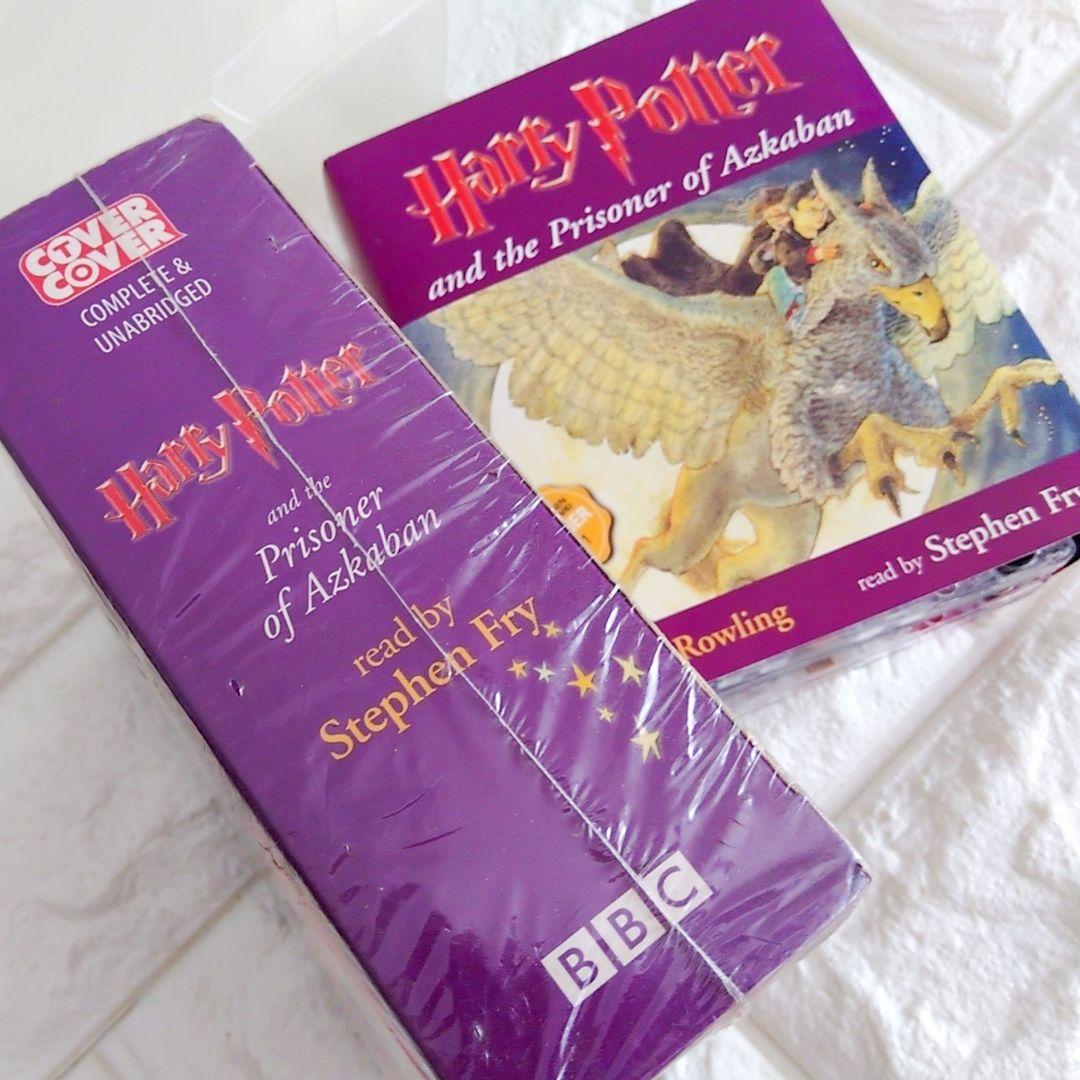 COVER
TO
COVER
COMPLETE &
UNABRIDGED
Harry Potter
and the
Prisoner
of Azkaban
read by
Stephen Fry
BBC
Harry Potter
and the Prisoner of Azkaban
Rowling
read by Stephen Fry